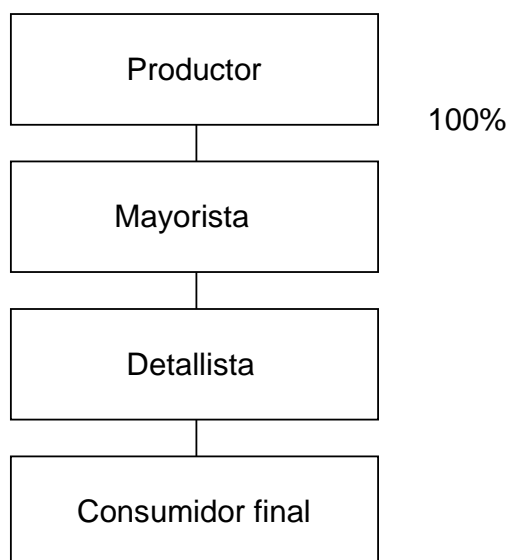 Productor
100%
Mayorista
Detallista
Consumidor final